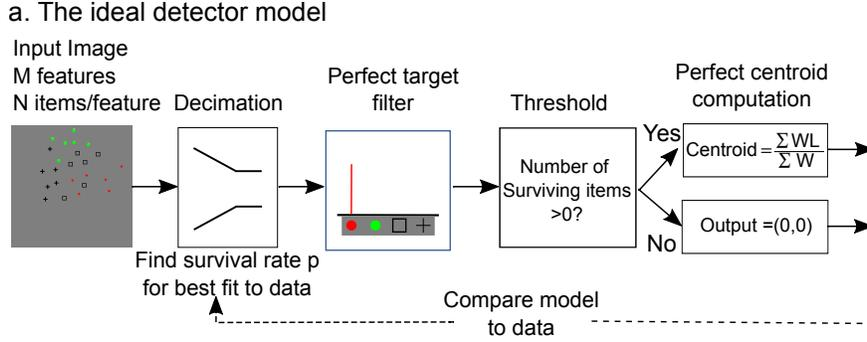 a. The ideal detector model
Input Image
M features
N items/feature
Decimation
Perfect target
filter
Threshold
Perfect centroid
computation
Number of
Surviving items
>0?
Yes
No
Centroid = ∑ WL / ∑ W
Output =(0,0)
Find survival rate p
for best fit to data
Compare model
to data